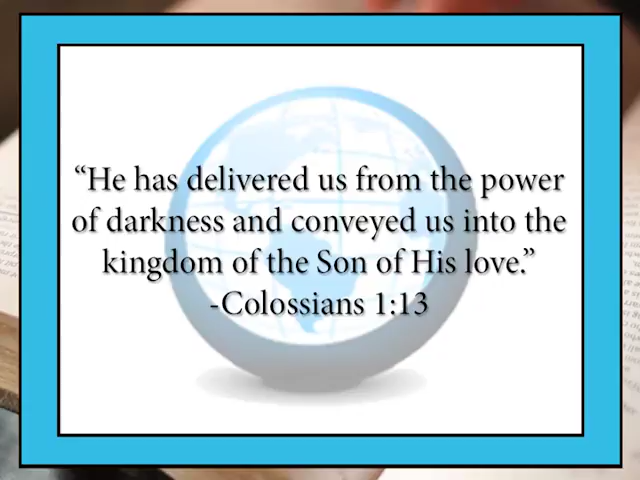 “He has delivered us from the power
of darkness and conveyed us into the
kingdom of the Son of His love.”
-Colossians 1:13